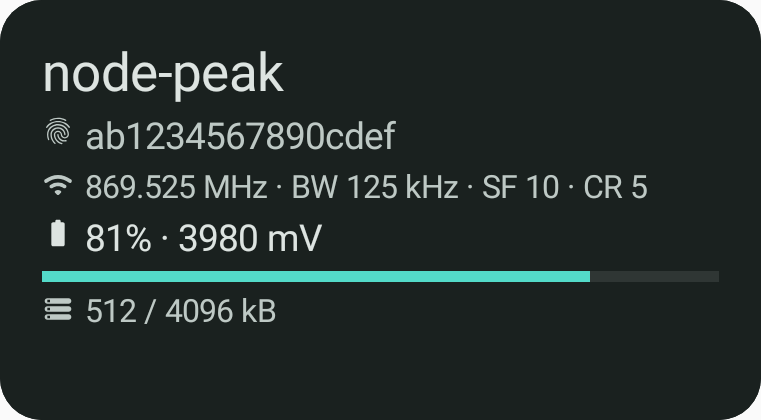 node-peak
ab1234567890cdef
869.525 MHz · BW 125 kHz · SF 10 · CR 5
81% · 3980 mV
512 / 4096 kB